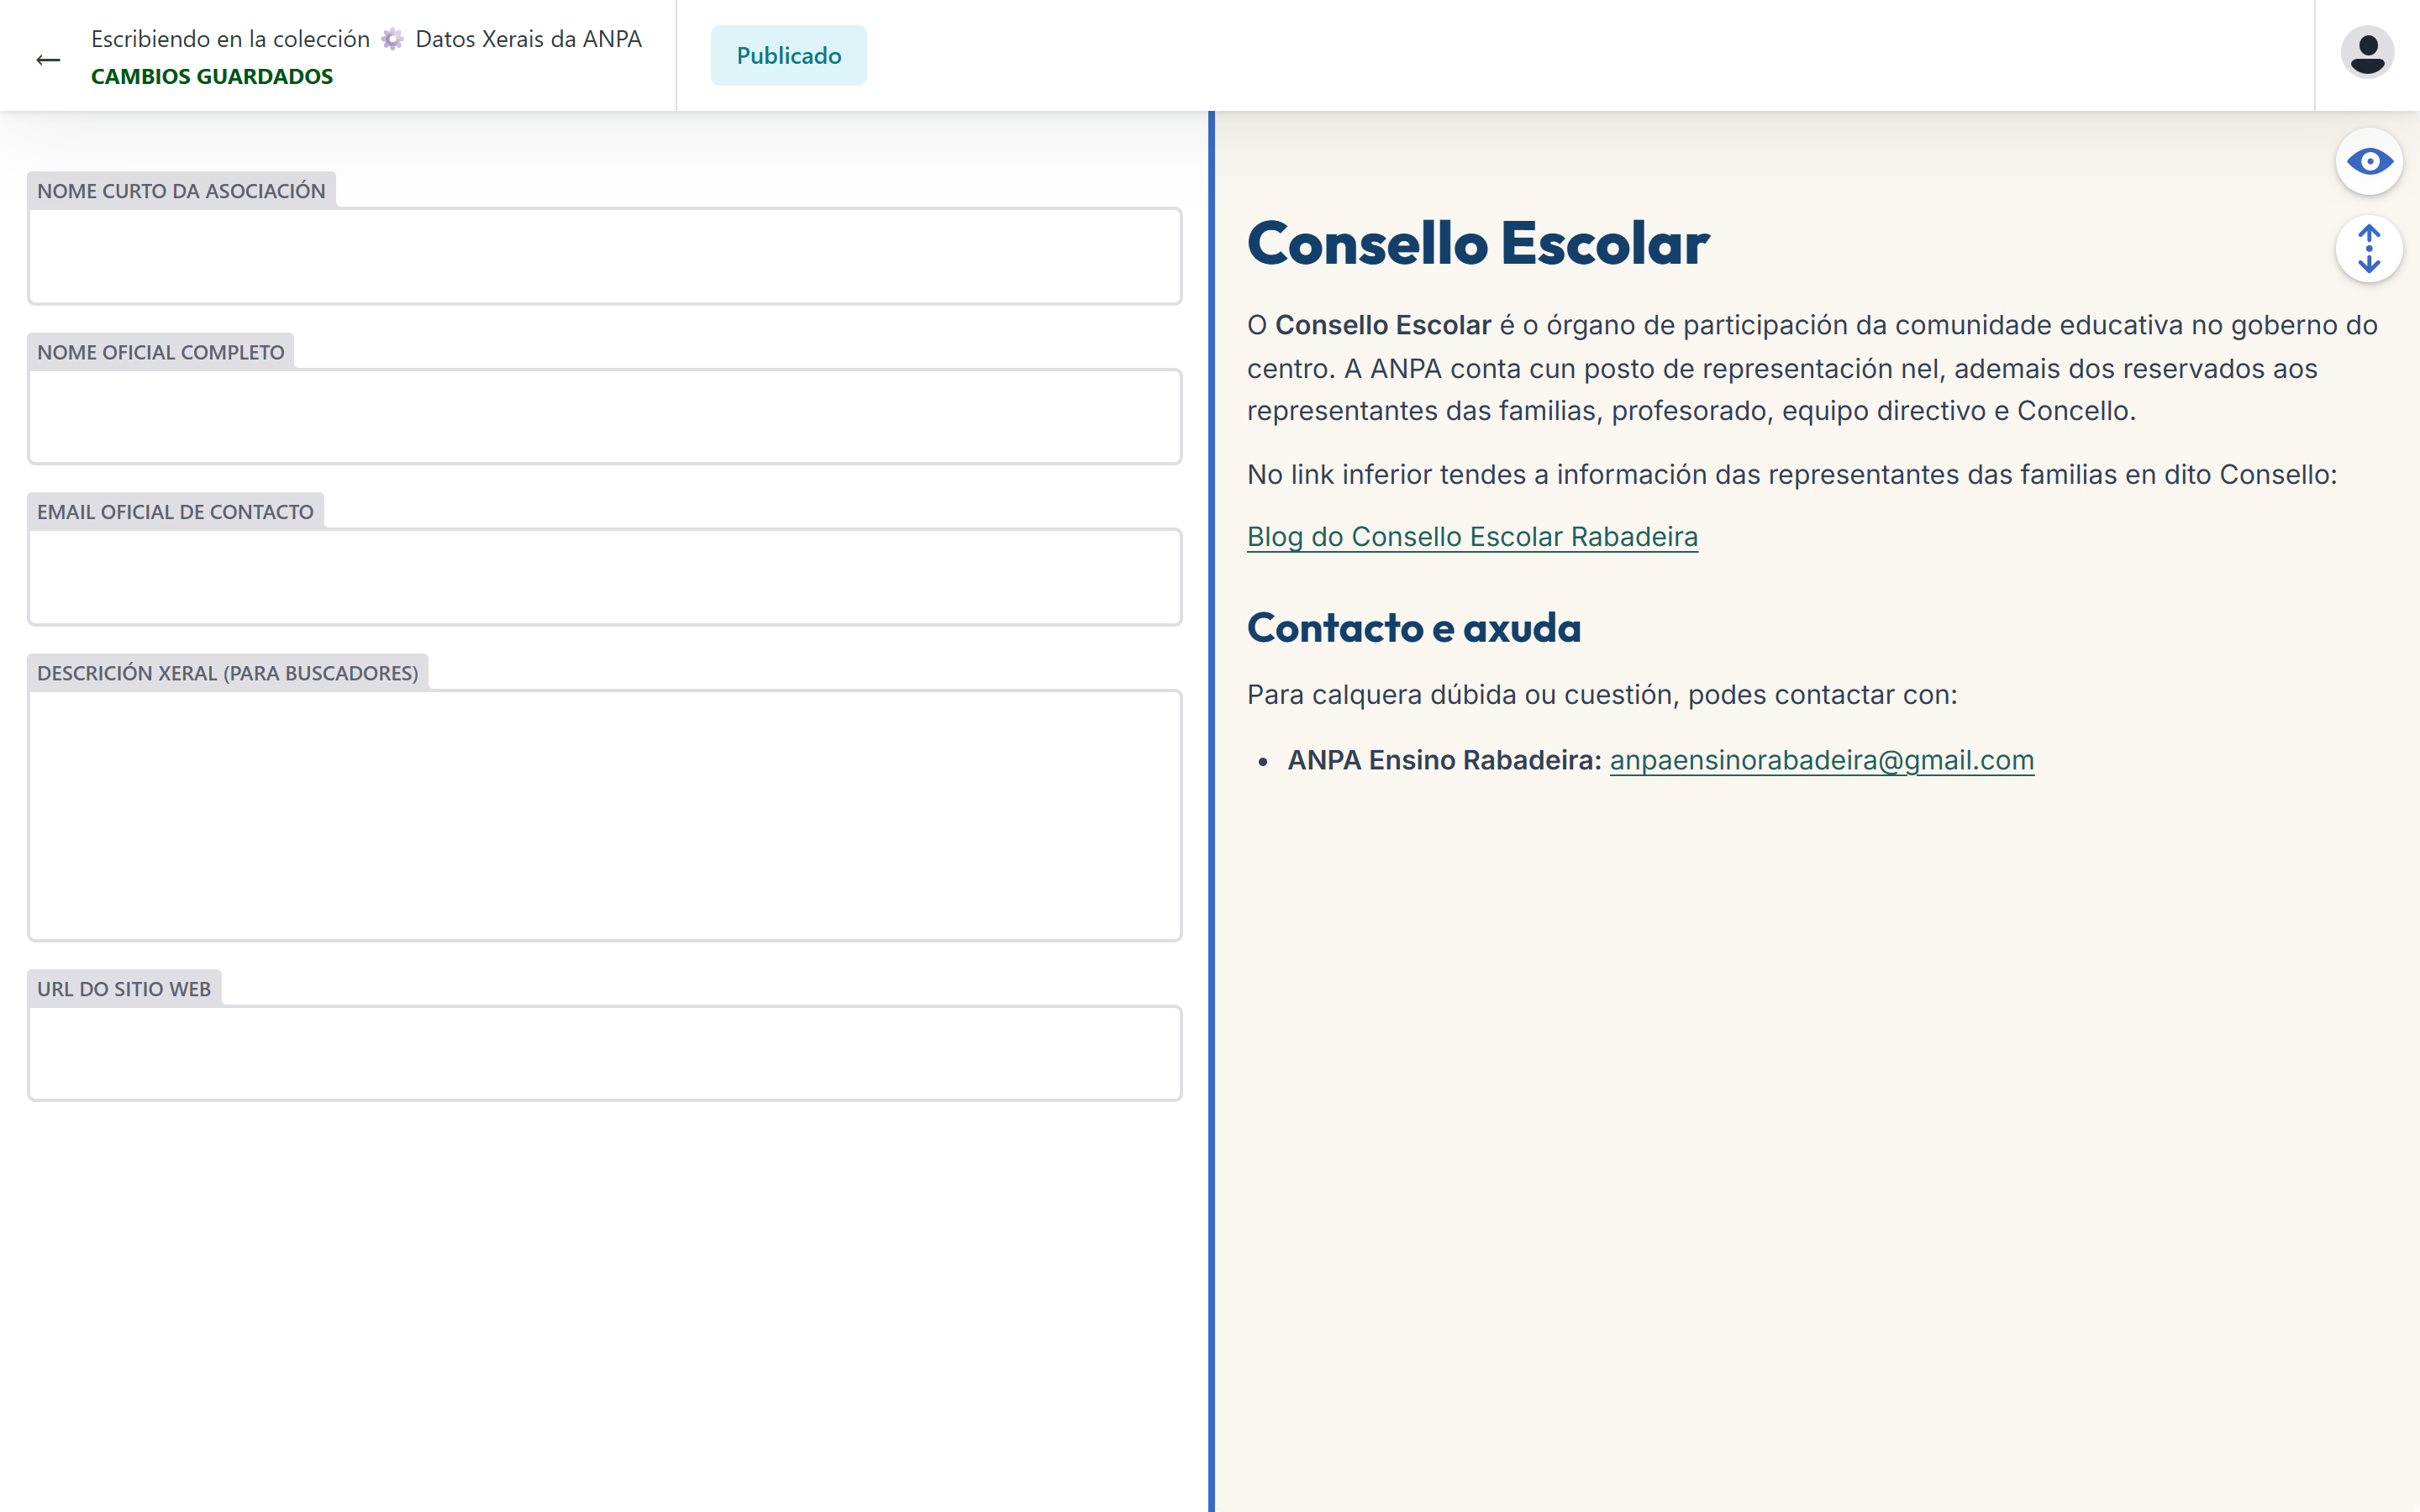 Escribiendo en la colección ⚙️ Datos Xerais da ANPA
CAMBIOS GUARDADOS
Publicado
NOME CURTO DA ASOCIACIÓN
NOME OFICIAL COMPLETO
EMAIL OFICIAL DE CONTACTO
DESCRICIÓN XERAL (PARA BUSCADORES)
URL DO SITIO WEB
Consello Escolar
O Consello Escolar é o órgano de participación da comunidade educativa no goberno do
centro. A ANPA conta cun posto de representación nel, ademais dos reservados aos
representantes das familias, profesorado, equipo directivo e Concello.
No link inferior tendes a información das representantes das familias en dito Consello:
Blog do Consello Escolar Rabadeira
Contacto e axuda
Para calquera dúbida ou cuestión, podes contactar con:
• ANPA Ensino Rabadeira: anpaensinorabadeira@gmail.com